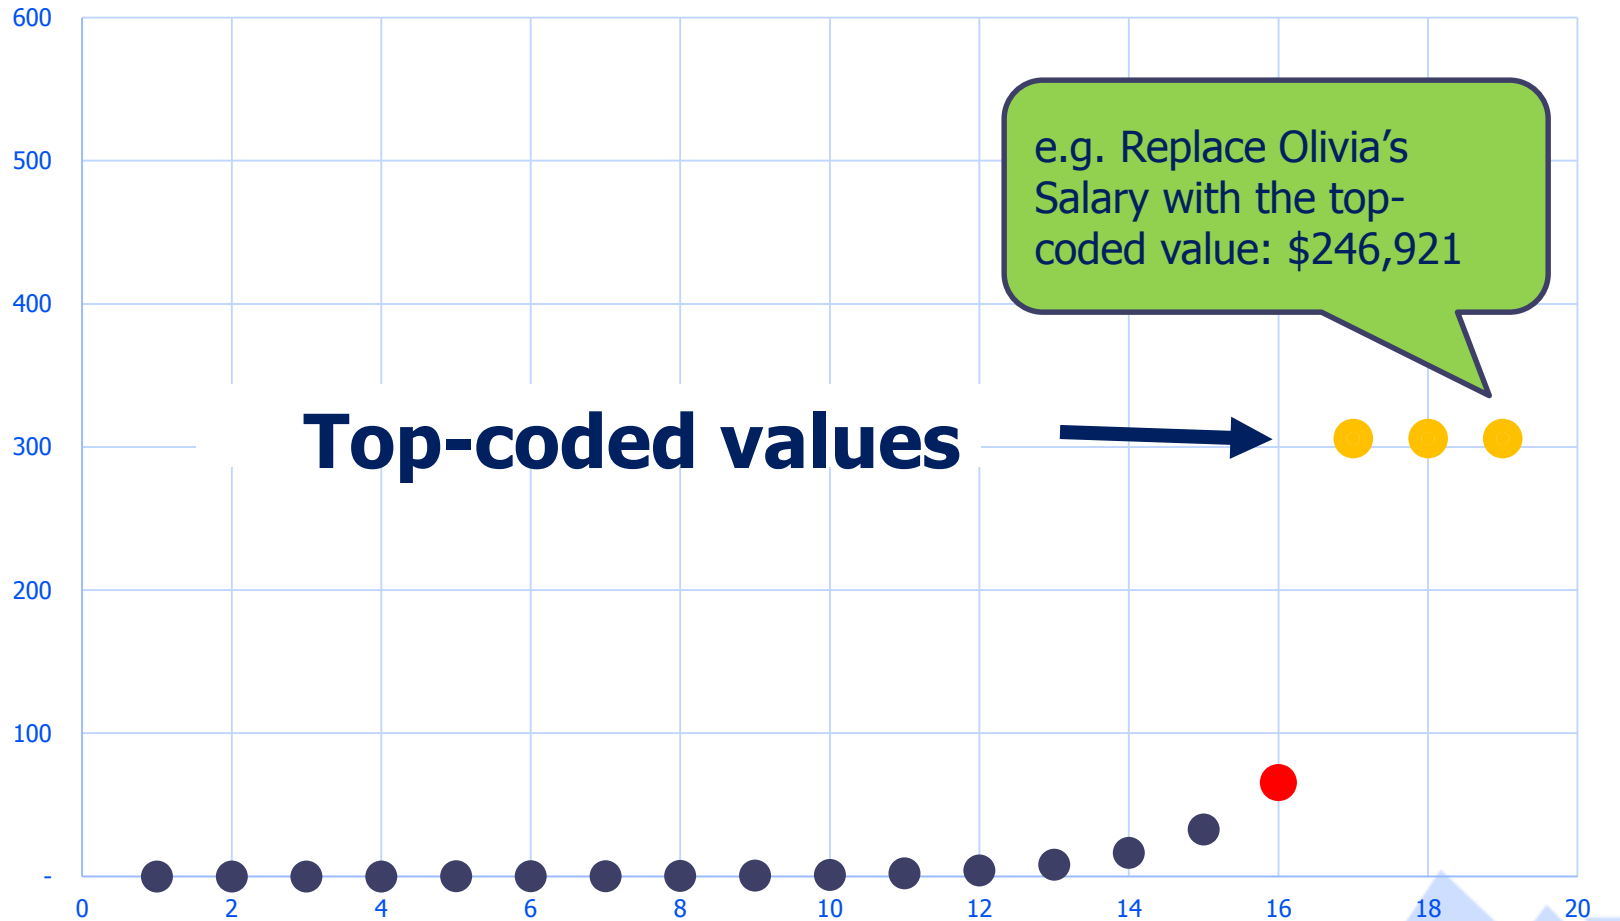 600
500
400
300
200
100
-
e.g. Replace Olivia’s
Salary with the top-
coded value: $246,921
Top-coded values
0 2 4 6 8 10 12 14 16 18 20